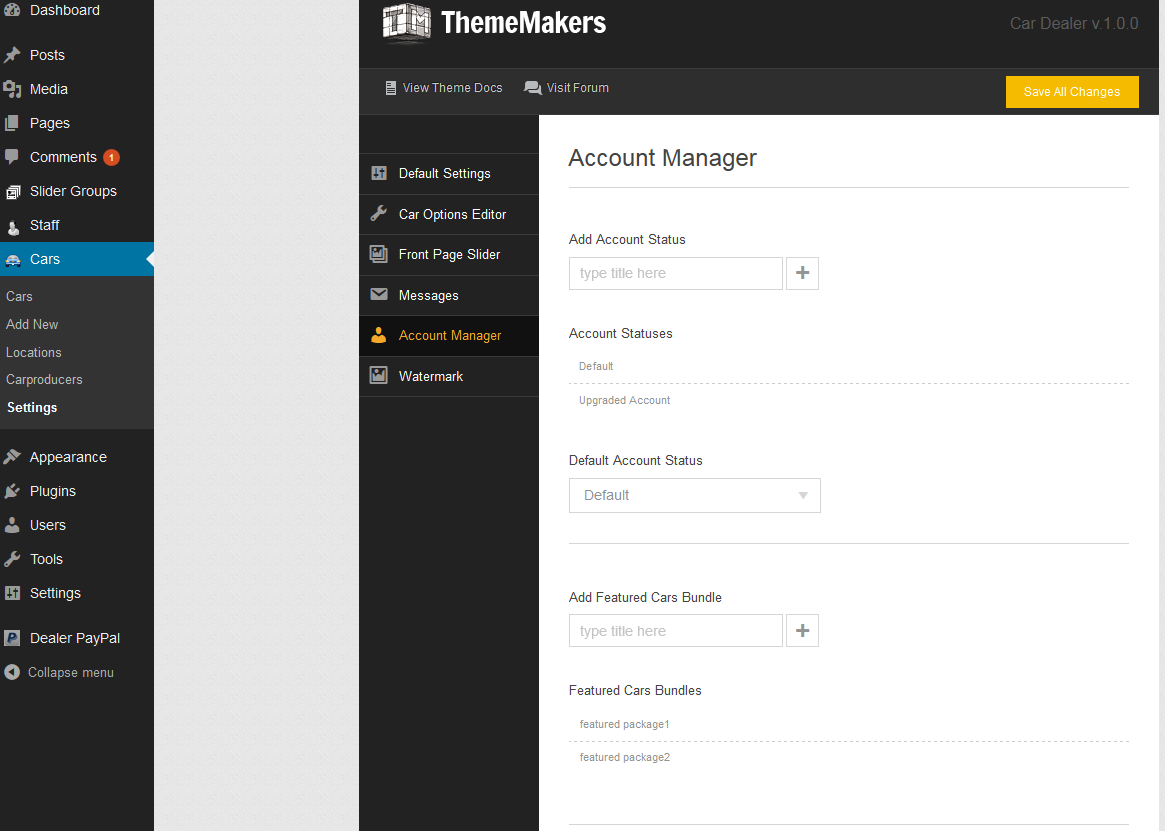 Dashboard
Posts
Media
Pages
Comments 1
Slider Groups
Staff
Cars
Cars
Add New
Locations
Carproducers
Settings
Appearance
Plugins
Users
Tools
Settings
Dealer PayPal
Collapse menu
TM ThemeMakers
Car Dealer v.1.0.0
View Theme Docs
Visit Forum
Save All Changes
Default Settings
Car Options Editor
Front Page Slider
Messages
Account Manager
Watermark
Account Manager
Add Account Status
type title here
Account Statuses
Default
Upgraded Account
Default Account Status
Default
Add Featured Cars Bundle
type title here
Featured Cars Bundles
featured package1
featured package2